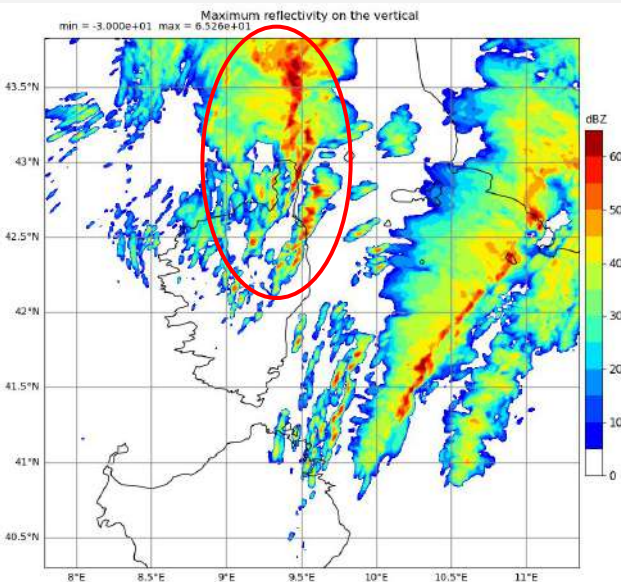 Maximum reflectivity on the vertical
min = -3.000e+01 max = 6.526e+01
43.5°N
43°N
42.5°N
42°N
41.5°N
41°N
40.5°N
8°E 8.5°E 9°E 9.5°E 10°E 10.5°E 11°E
dBZ
60
50
40
30
20
10
0